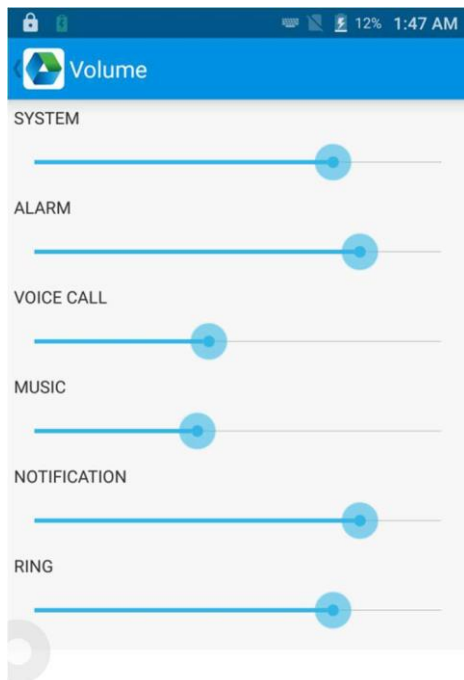 12% 1:47 AM
Volume
SYSTEM
ALARM
VOICE CALL
MUSIC
NOTIFICATION
RING